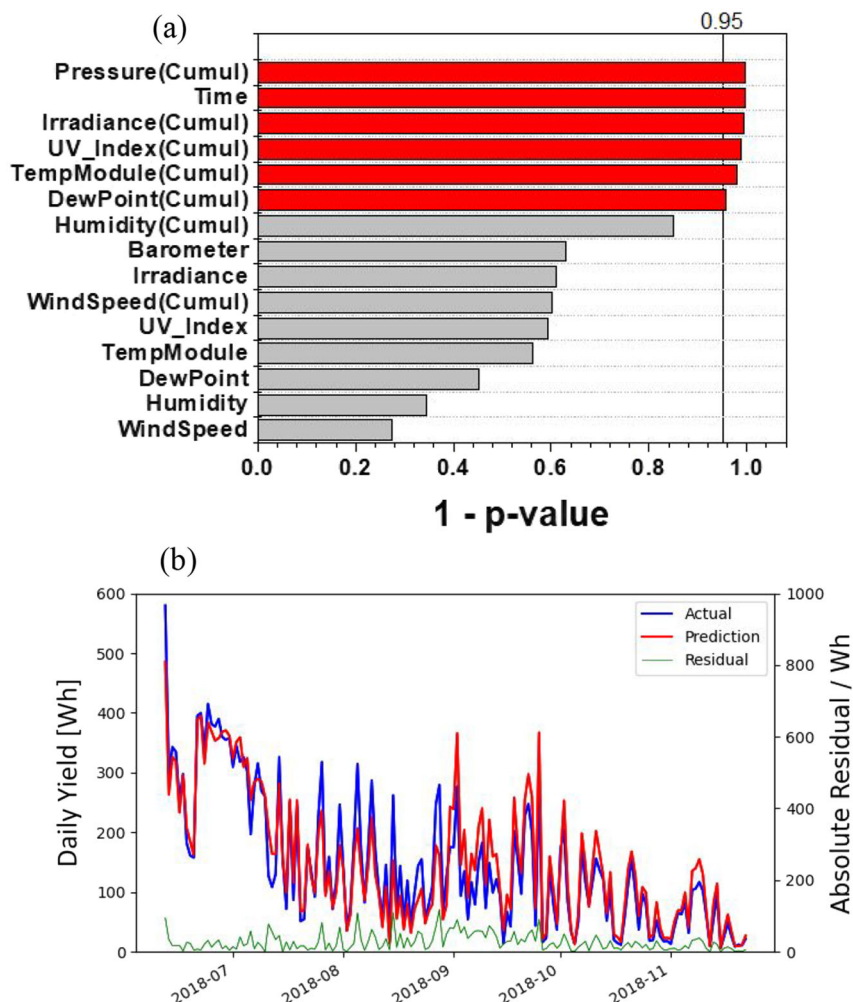 (a)
0.95
Pressure(Cumul)
Time
Irradiance(Cumul)
UV_Index(Cumul)
TempModule(Cumul)
DewPoint(Cumul)
Humidity(Cumul)
Barometer
Irradiance
WindSpeed(Cumul)
UV_Index
TempModule
DewPoint
Humidity
WindSpeed
0.0 0.2 0.4 0.6 0.8 1.0
1 - p-value
(b)
600 1000
500
400
300
200
100
0
800
600
400
200
0
Daily Yield [Wh]
Absolute Residual / Wh
Actual
Prediction
Residual
2018-07 2018-08 2018-09 2018-10 2018-11